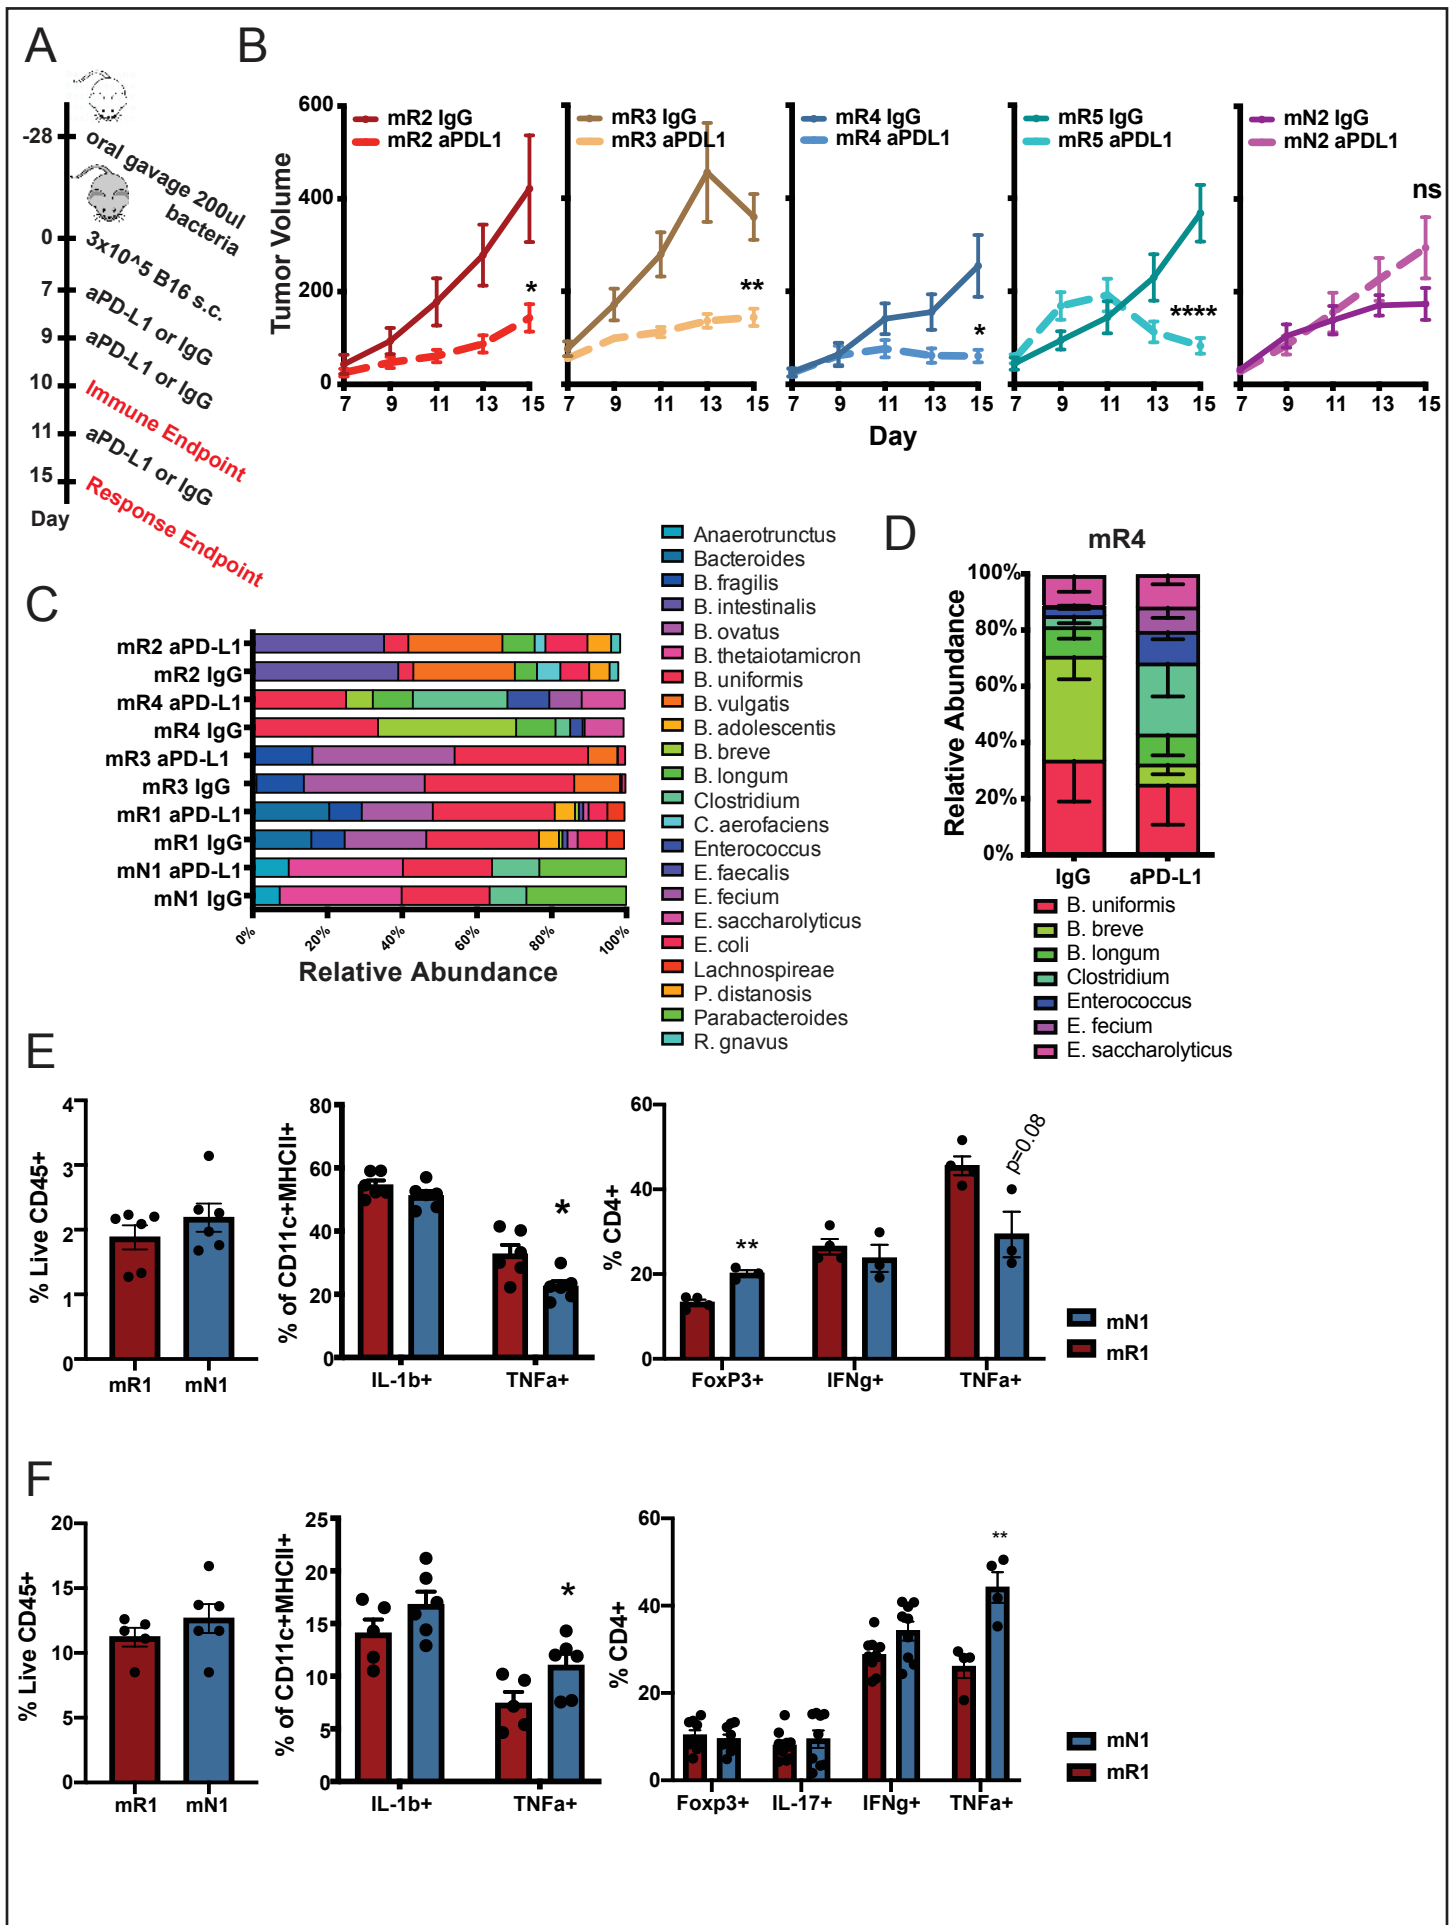 A
-28
oral gavage 200ul
bacteria
0
3x10^5 B16 s.c.
7
aPD-L1 or IgG
9
aPD-L1 or IgG
10
Immune Endpoint
11
aPD-L1 or IgG
15
Response Endpoint
Day
B
Tumor Volume
600
400
200
0
mR2 IgG
mR2 aPDL1
*
7 9 11 13 15
mR3 IgG
mR3 aPDL1
**
7 9 11 13 15
mR4 IgG
mR4 aPDL1
*
7 9 11 13 15
mR5 IgG
mR5 aPDL1
****
7 9 11 13 15
mN2 IgG
mN2 aPDL1
ns
7 9 11 13 15
Day
C
mR2 aPD-L1
mR2 IgG
mR4 aPD-L1
mR4 IgG
mR3 aPD-L1
mR3 IgG
mR1 aPD-L1
mR1 IgG
mN1 aPD-L1
mN1 IgG
0% 20% 40% 60% 80% 100%
Relative Abundance
Anaerotrunctus
Bacteroides
B. fragilis
B. intestinalis
B. ovatus
B. thetaiotamicron
B. uniformis
B. vulgatis
B. adolescentis
B. breve
B. longum
Clostridium
C. aerofaciens
Enterococcus
E. faecalis
E. fecium
E. saccharolyticus
E. coli
Lachnospireae
P. distanosis
Parabacteroides
R. gnavus
D
mR4
Relative Abundance
100%
80%
60%
40%
20%
0%
IgG aPD-L1
B. uniformis
B. breve
B. longum
Clostridium
Enterococcus
E. fecium
E. saccharolyticus
E
% Live CD45+
4
3
2
1
0
mR1 mN1
% of CD11c+MHCII+
80
60
40
20
0
*
IL-1b+ TNFa+
% CD4+
60
40
20
0
**
p=0.08
FoxP3+ IFNg+ TNFa+
mN1
mR1
F
% Live CD45+
20
15
10
5
0
mR1 mN1
% of CD11c+MHCII+
25
20
15
10
5
0
*
IL-1b+ TNFa+
% CD4+
60
40
20
0
**
Foxp3+ IL-17+ IFNg+ TNFa+
mN1
mR1